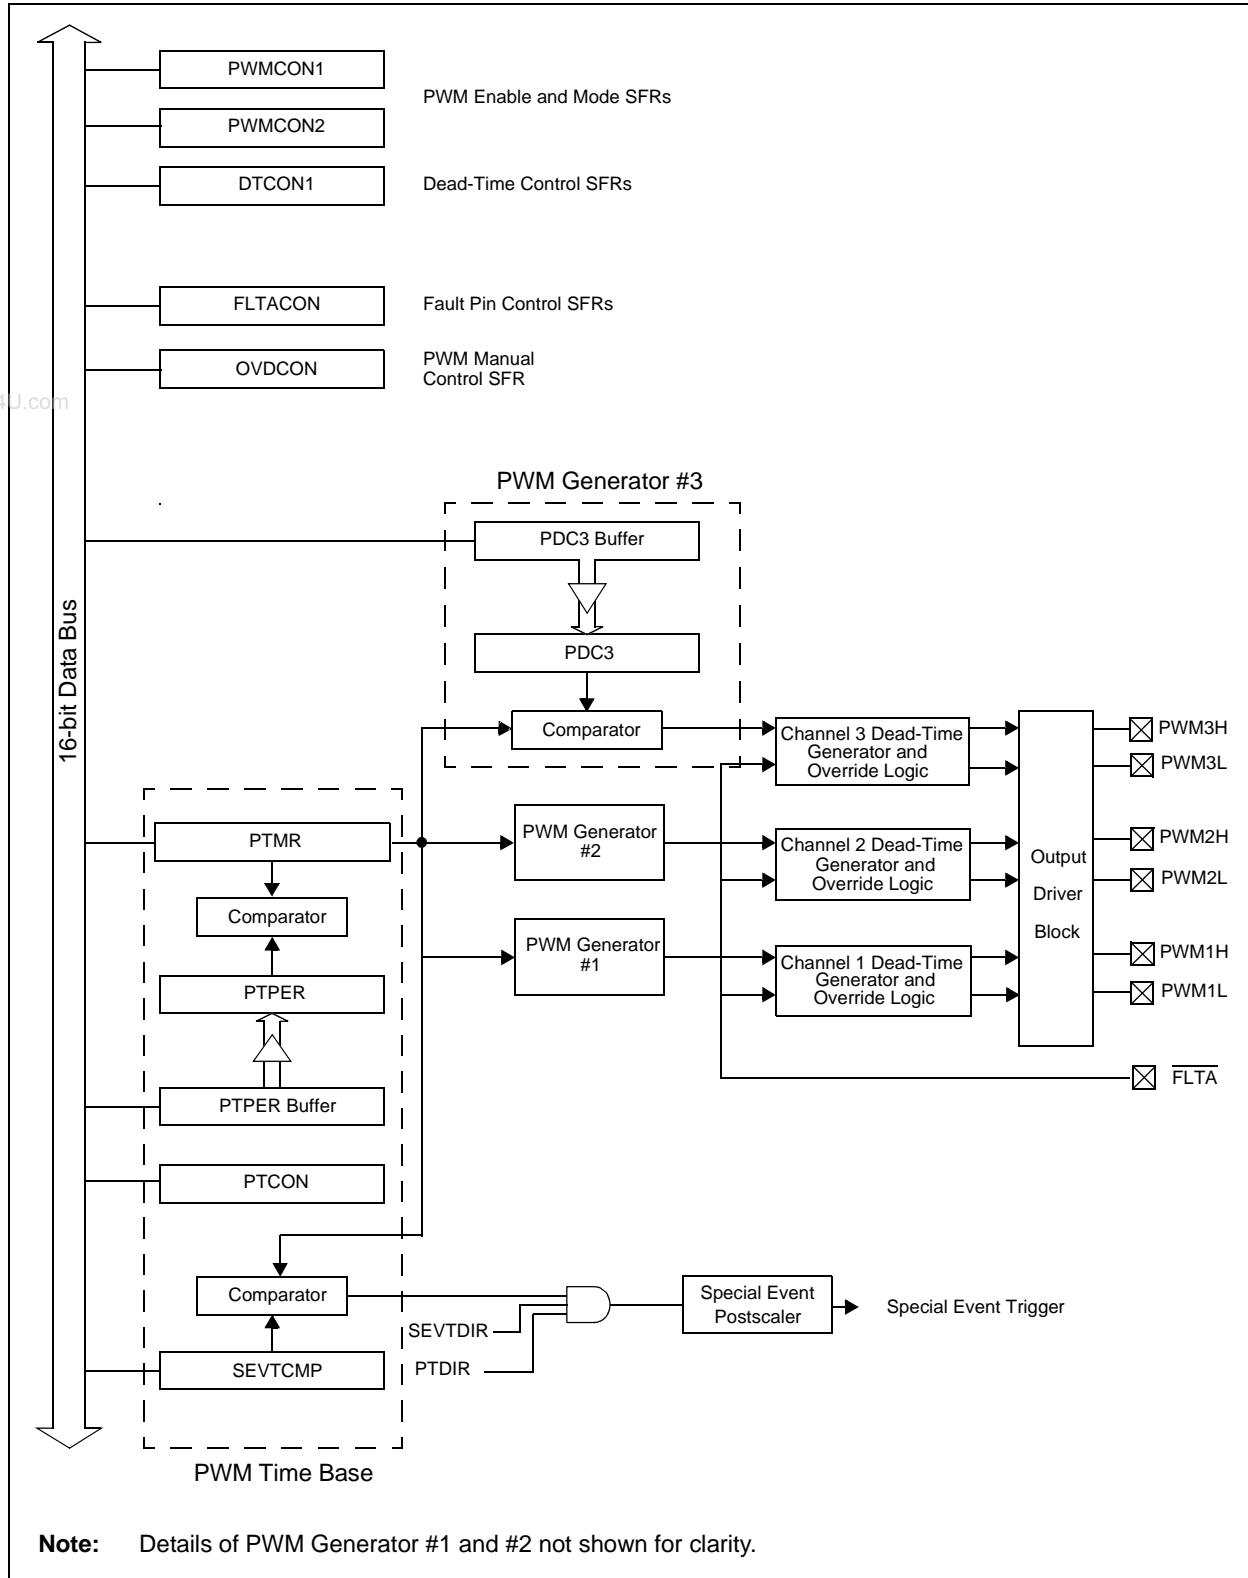 PWMCON1
PWM Enable and Mode SFRs
PWMCON2
DTCON1
Dead-Time Control SFRs
FLTACON
Fault Pin Control SFRs
OVDCON
PWM Manual
Control SFR
4U.com
16-bit Data Bus
PWM Generator #3
PDC3 Buffer
PDC3
Comparator
Channel 3 Dead-Time
Generator and
Override Logic
PWM3H
PWM3L
PTMR
PWM Generator
#2
Channel 2 Dead-Time
Generator and
Override Logic
Output
Driver
Block
PWM2H
PWM2L
Comparator
PWM Generator
#1
Channel 1 Dead-Time
Generator and
Override Logic
PWM1H
PWM1L
PTPER
FLTA
PTPER Buffer
PTCON
Comparator
SEVTDIR
PTDIR
Special Event
Postscaler
Special Event Trigger
SEVTCMP
PWM Time Base
Note: Details of PWM Generator #1 and #2 not shown for clarity.